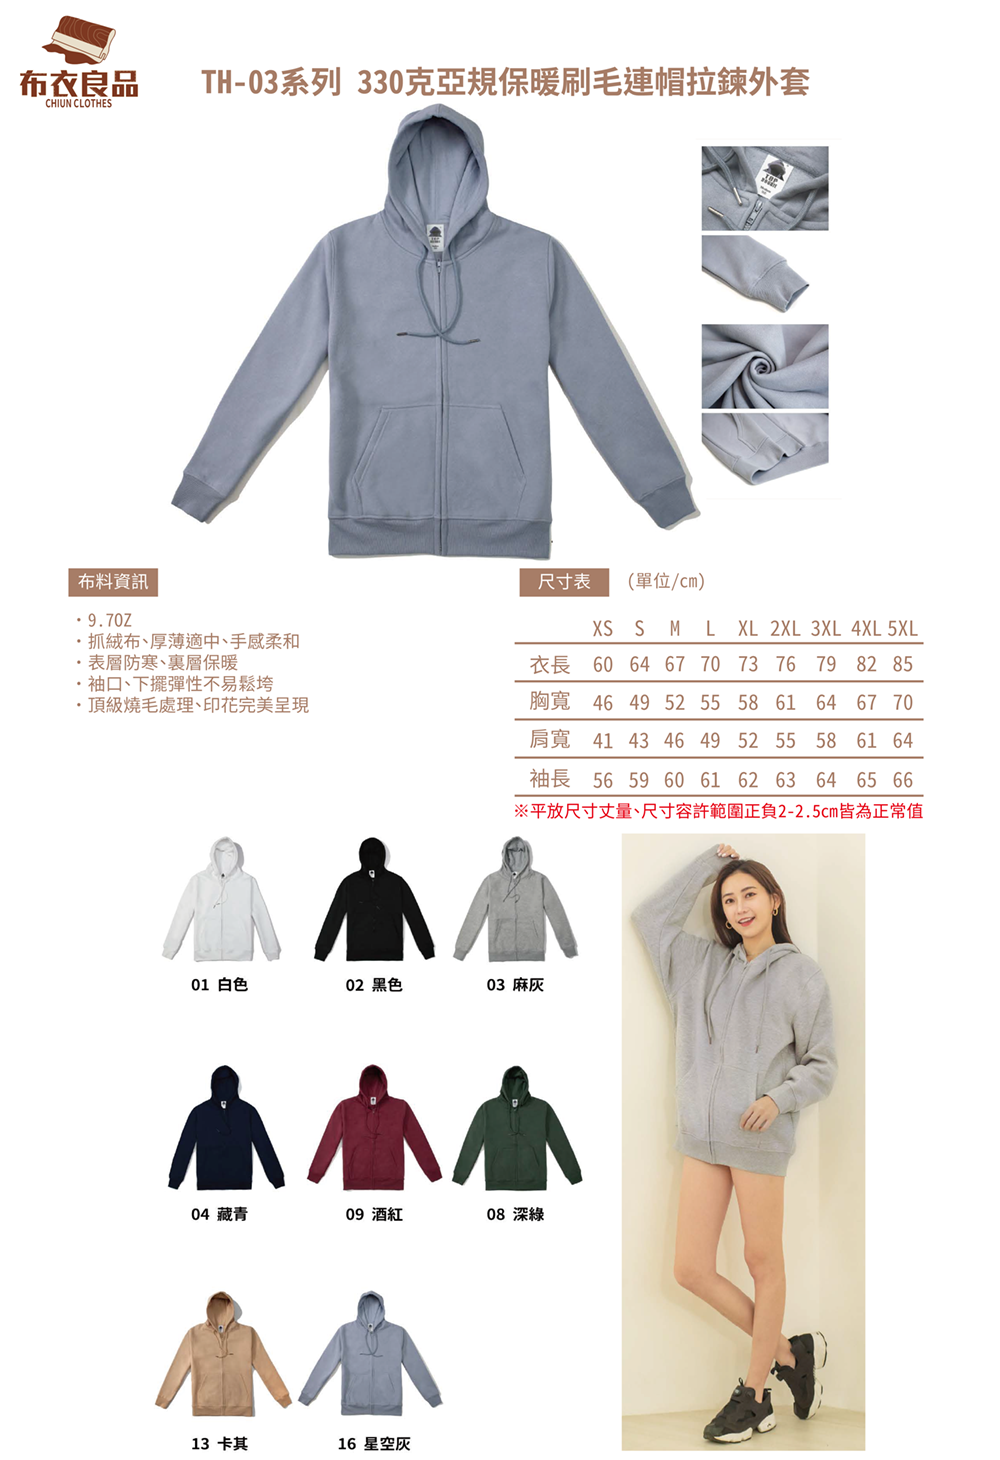 布衣良品
CHIUN CLOTHES
TH-03系列 330克亞規保暖刷毛連帽拉鍊外套
布料資訊
・9.7OZ
・抓絨布、厚薄適中、手感柔和
・表層防寒、裏層保暖
・袖口、下擺彈性不易鬆垮
・頂級燒毛處理、印花完美呈現
尺寸表 (單位/cm)
XS S M L XL 2XL 3XL 4XL 5XL
衣長 60 64 67 70 73 76 79 82 85
胸寬 46 49 52 55 58 61 64 67 70
肩寬 41 43 46 49 52 55 58 61 64
袖長 56 59 60 61 62 63 64 65 66
※平放尺寸丈量、尺寸容許範圍正負2-2.5cm皆為正常值
01 白色
02 黑色
03 麻灰
04 藏青
09 酒紅
08 深綠
13 卡其
16 星空灰